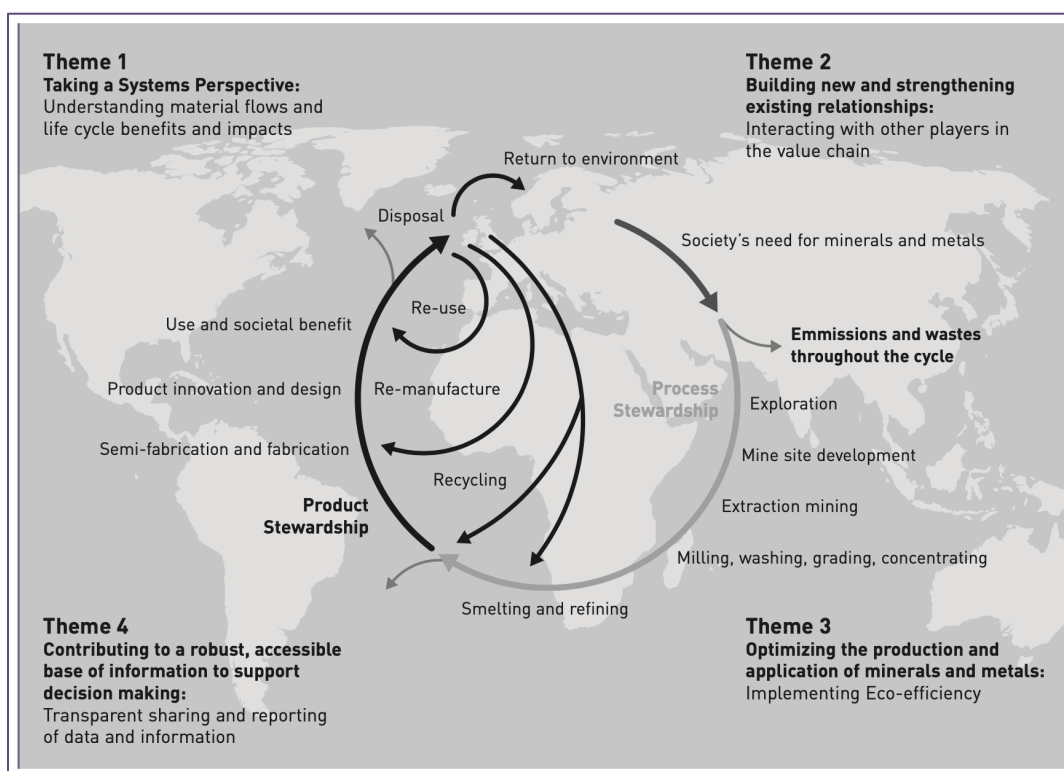 Theme 1
Taking a Systems Perspective:
Understanding material flows and
life cycle benefits and impacts
Theme 2
Building new and strengthening
existing relationships:
Interacting with other players in
the value chain
Return to environment
Disposal
Society's need for minerals and metals
Re-use
Use and societal benefit
Emmissions and wastes
throughout the cycle
Product innovation and design
Re-manufacture
Process
Stewardship
Exploration
Semi-fabrication and fabrication
Mine site development
Recycling
Product
Stewardship
Extraction mining
Milling, washing, grading, concentrating
Smelting and refining
Theme 4
Contributing to a robust, accessible
base of information to support
decision making:
Transparent sharing and reporting
of data and information
Theme 3
Optimizing the production and
application of minerals and metals:
Implementing Eco-efficiency